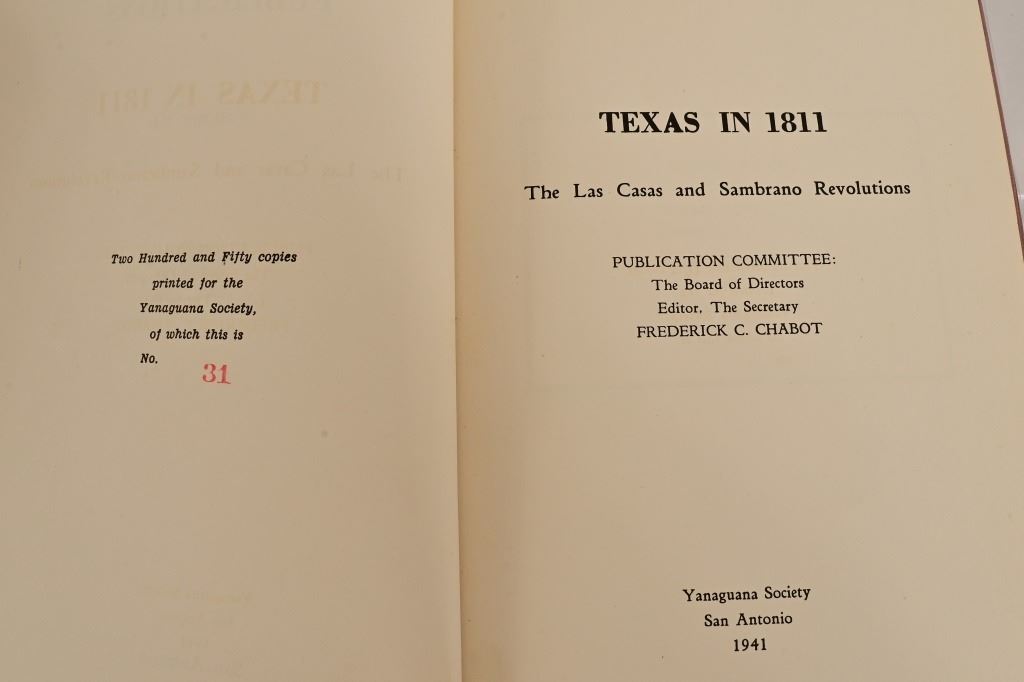 Two Hundred and Fifty copies
printed for the
Yanaguana Society,
of which this is
No.
31
TEXAS IN 1811
The Las Casas and Sambrano Revolutions
PUBLICATION COMMITTEE:
The Board of Directors
Editor, The Secretary
FREDERICK C. CHABOT
Yanaguana Society
San Antonio
1941